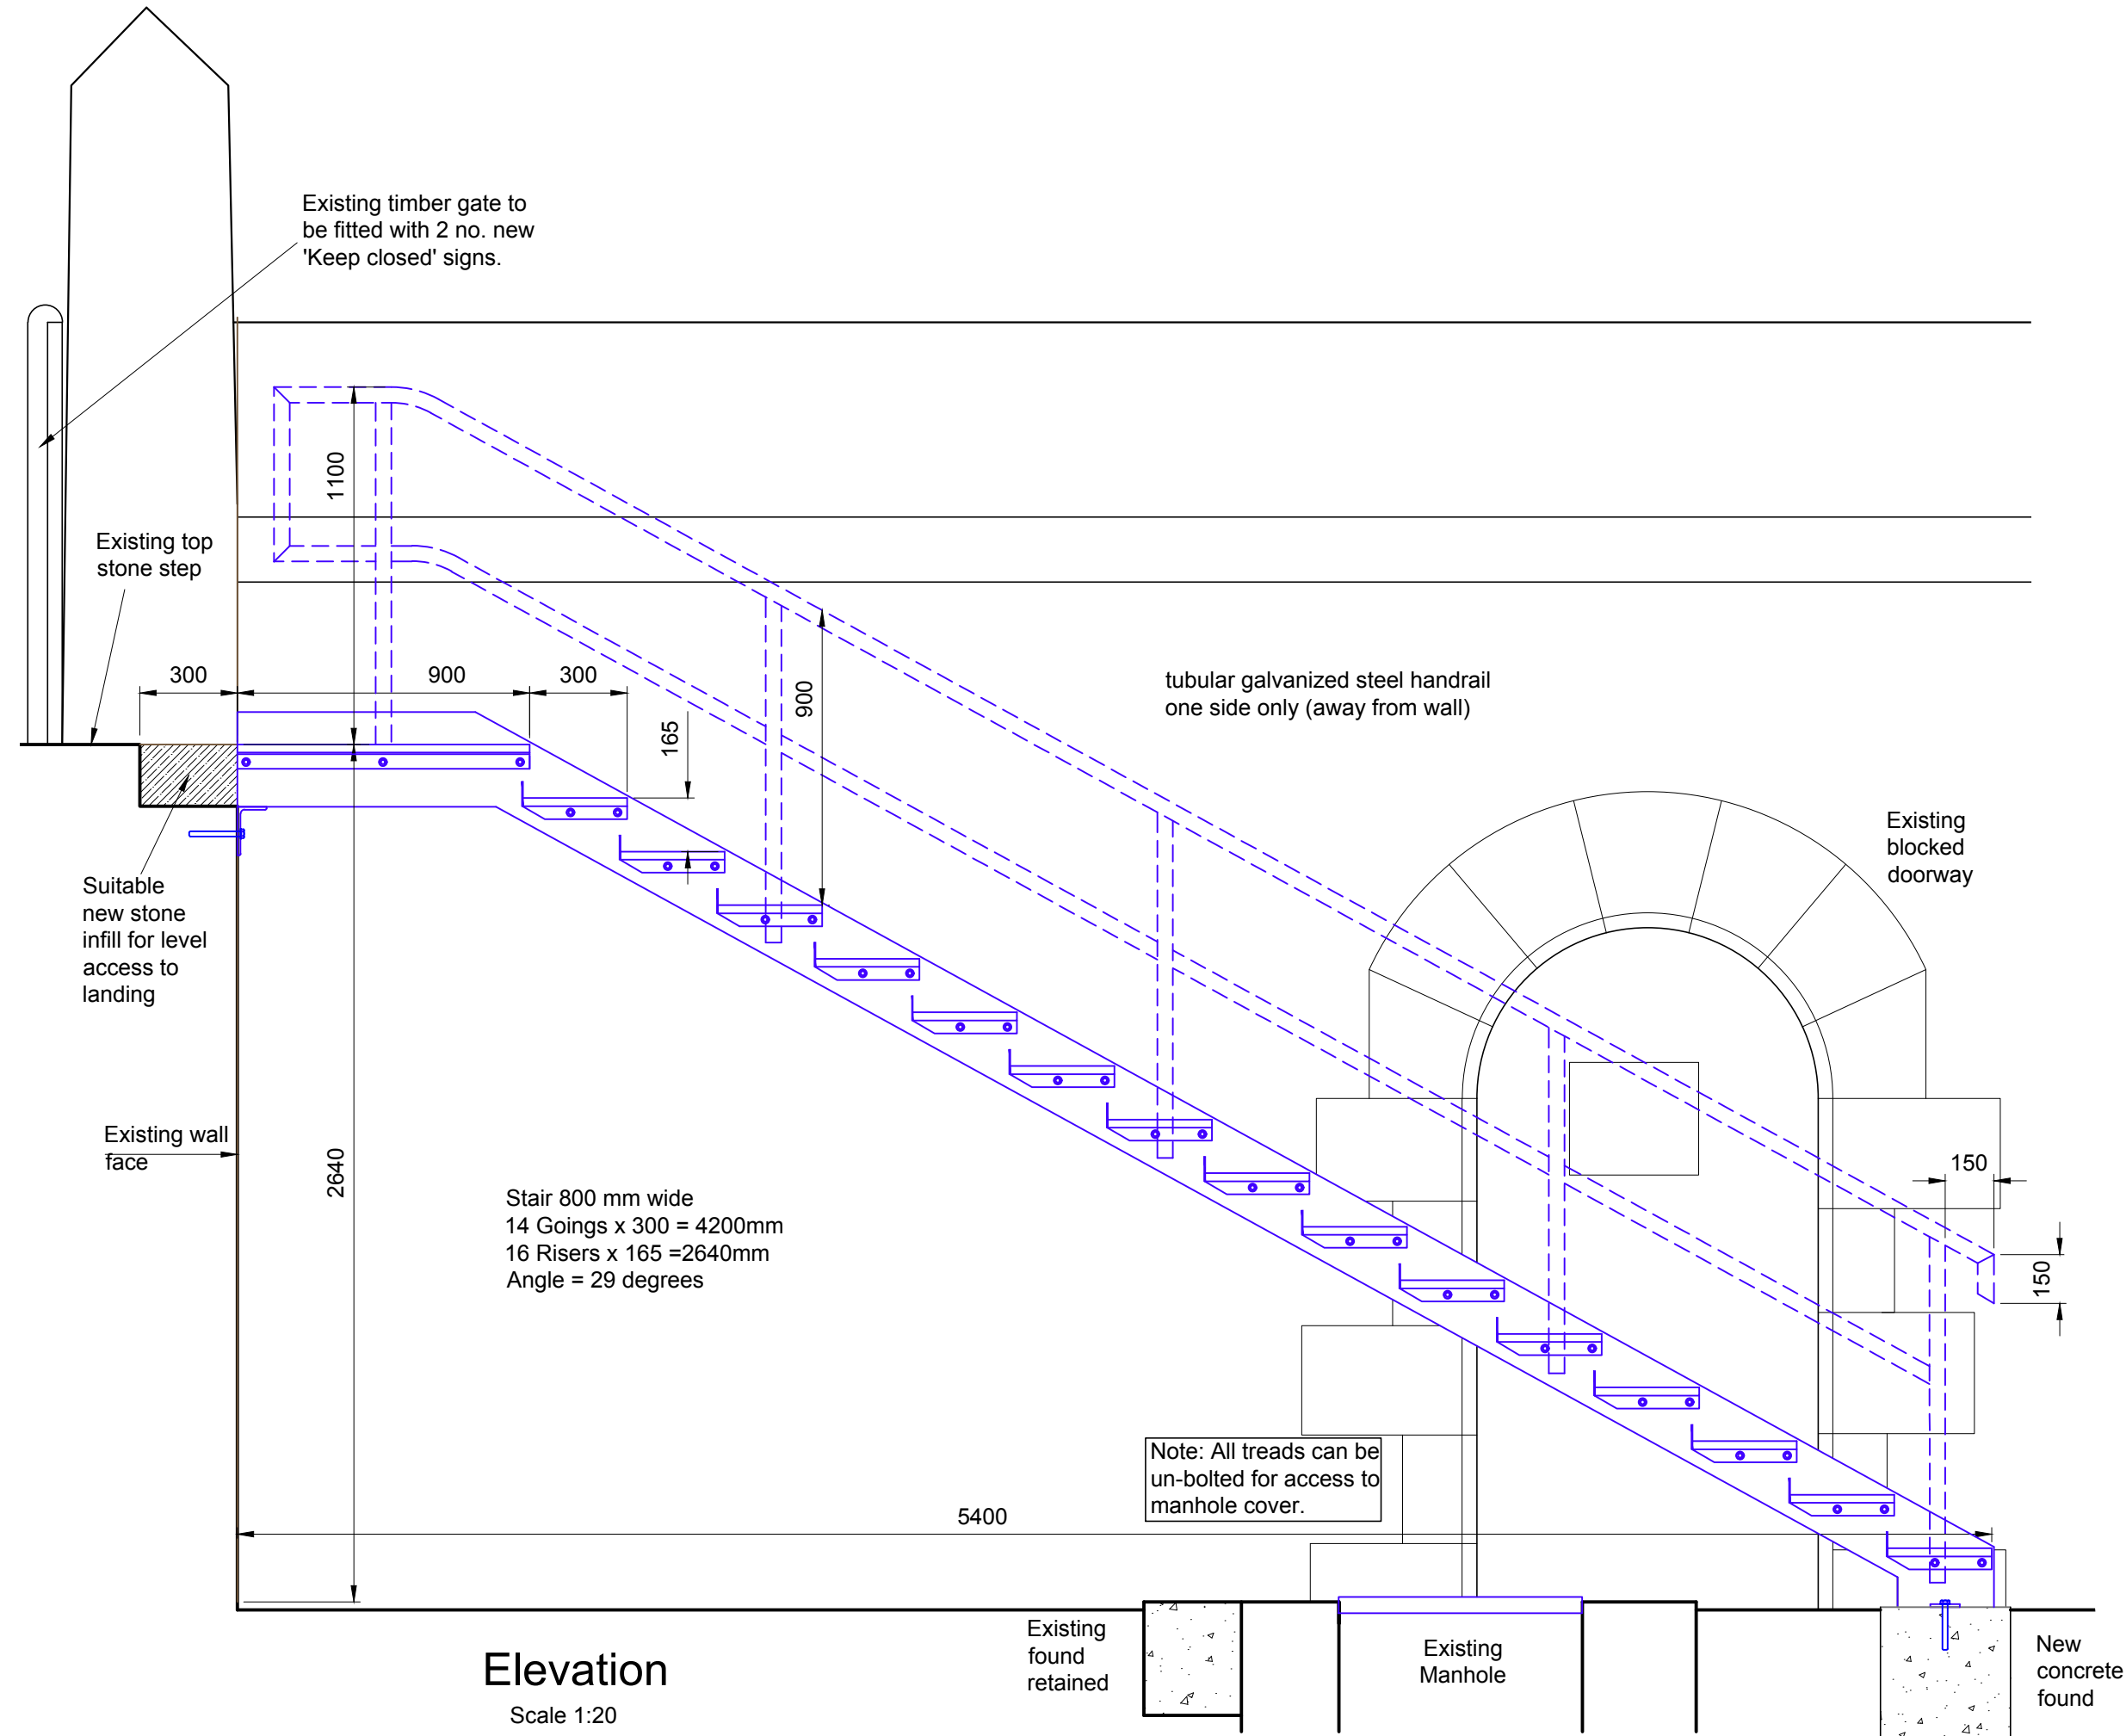 Existing timber gate to
be fitted with 2 no. new
'Keep closed' signs.
1100
Existing top
stone step
300
900
300
165
900
tubular galvanized steel handrail
one side only (away from wall)
Existing
blocked
doorway
Suitable
new stone
infill for level
access to
landing
Existing wall
face
2640
150
150
Stair 800 mm wide
14 Goings x 300 = 4200mm
16 Risers x 165 =2640mm
Angle = 29 degrees
Note: All treads can be
un-bolted for access to
manhole cover.
5400
Existing
found
retained
Existing
Manhole
New
concrete
found
Elevation
Scale 1:20